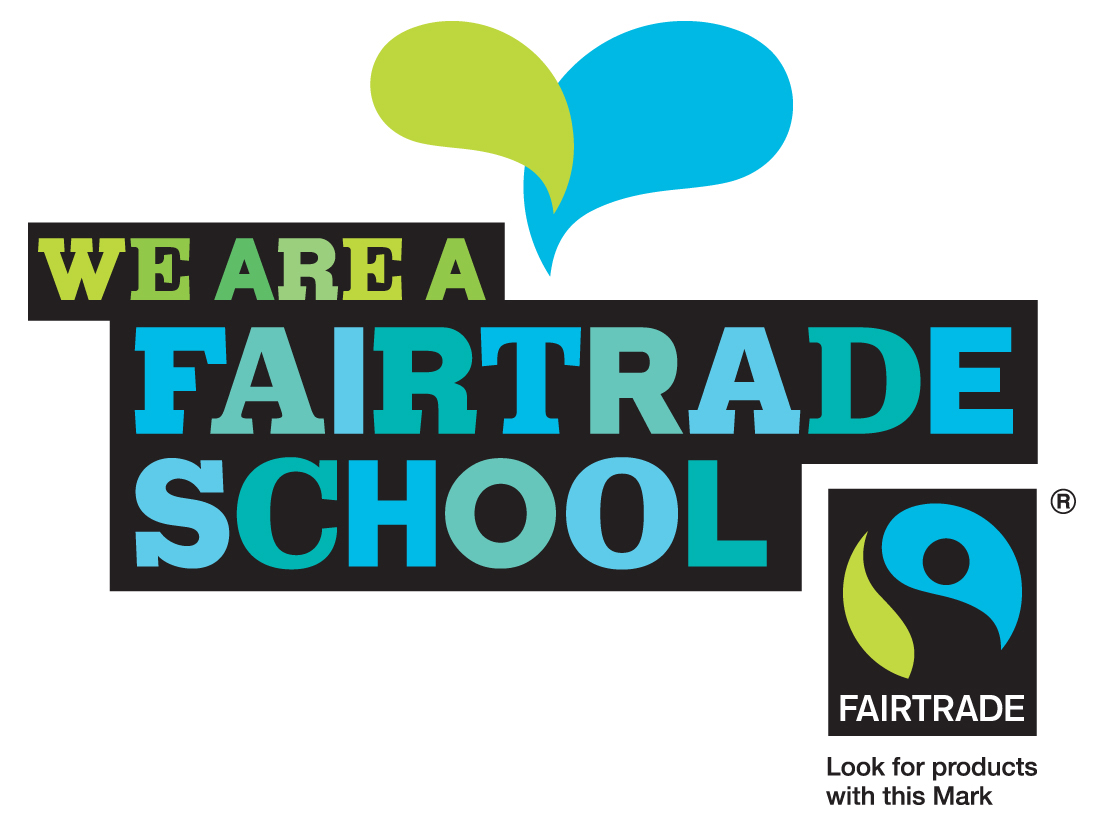 WE ARE A
FAIRTRADE
SCHOOL
®
FAIRTRADE
Look for products
with this Mark